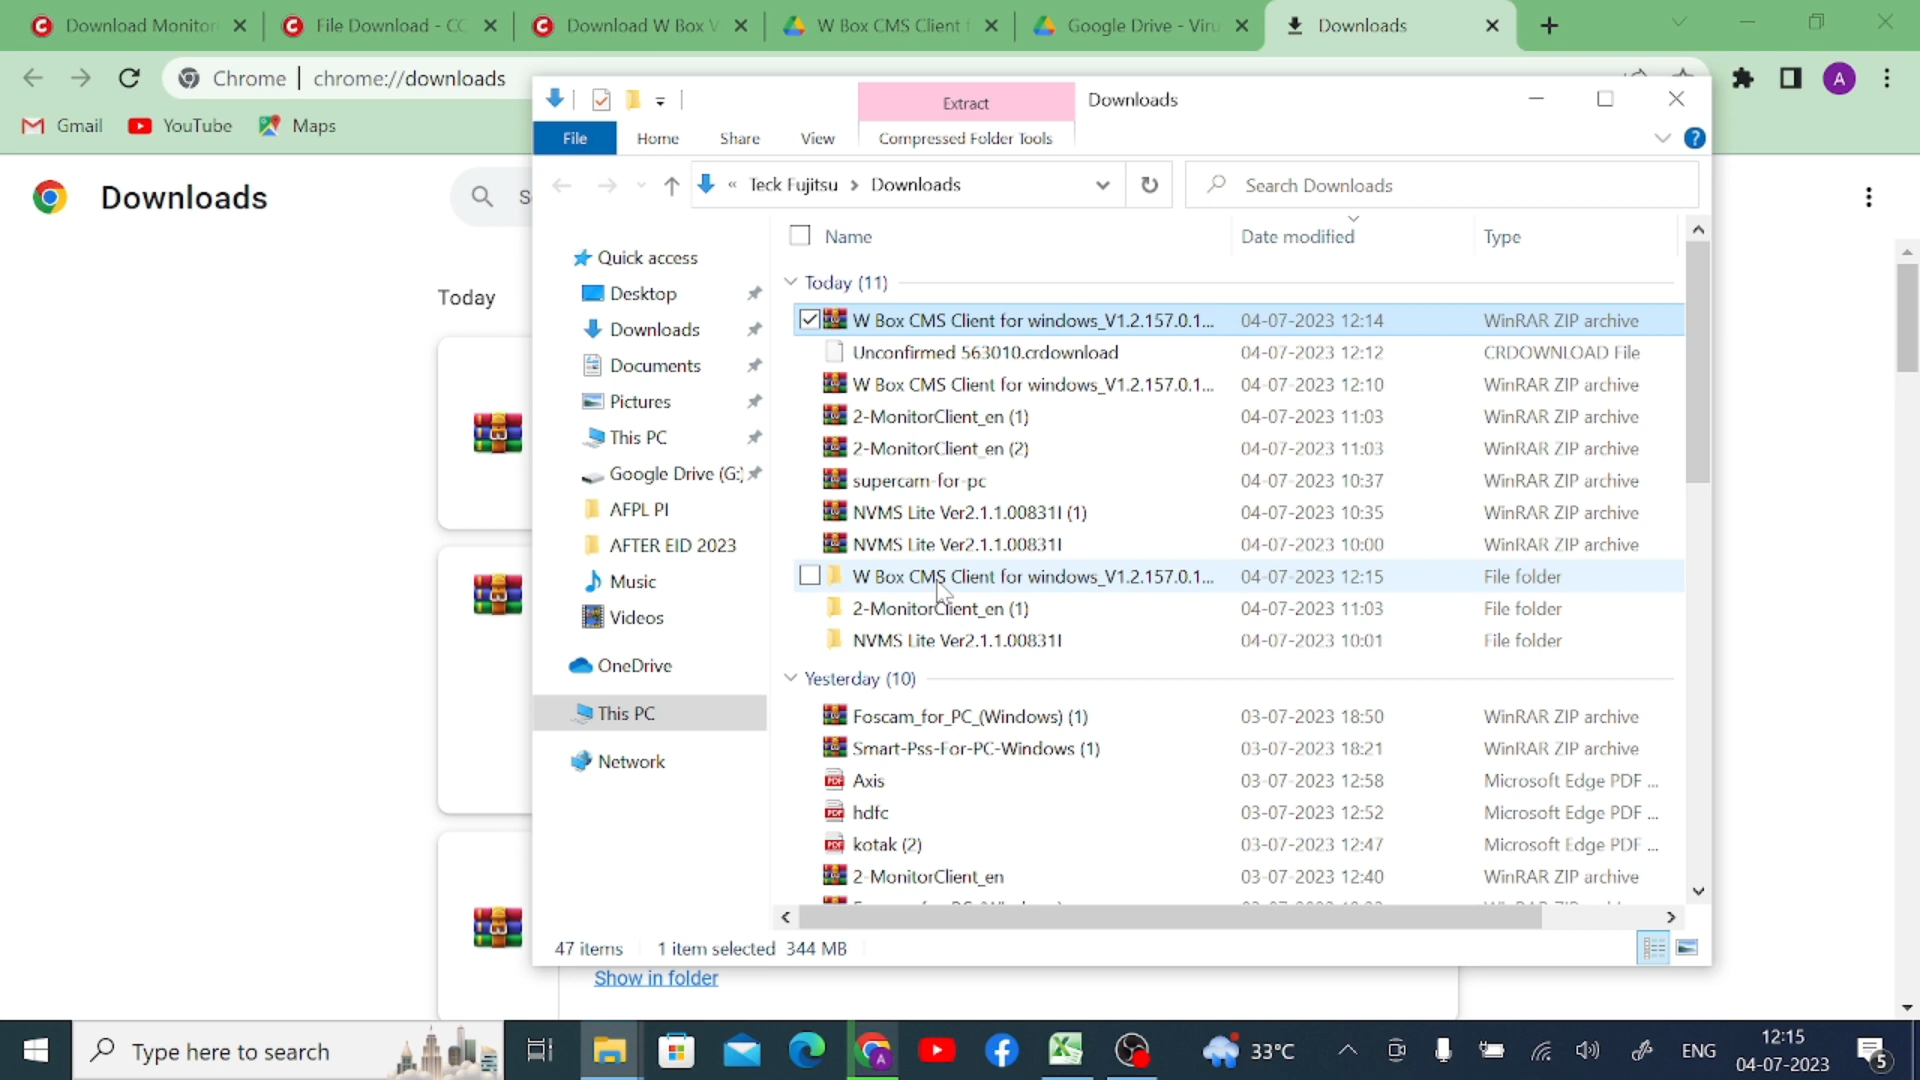 Download Monitor
File Download - CC
Download W Box V
W Box CMS Client f
Google Drive - Viru
Downloads
Chrome
chrome://downloads
Gmail
YouTube
Maps
Extract
Downloads
File
Home
Share
View
Compressed Folder Tools
« Teck Fujitsu > Downloads
Search Downloads
Downloads
Name
Date modified
Type
Quick access
Desktop
Downloads
Documents
Pictures
This PC
Google Drive (G:)
AFPL PI
AFTER EID 2023
Music
Videos
OneDrive
This PC
Network
Today
Today (11)
W Box CMS Client for windows_V1.2.157.0.1... 04-07-2023 12:14 WinRAR ZIP archive
Unconfirmed 563010.crdownload 04-07-2023 12:12 CRDOWNLOAD File
W Box CMS Client for windows_V1.2.157.0.1... 04-07-2023 12:10 WinRAR ZIP archive
2-MonitorClient_en (1) 04-07-2023 11:03 WinRAR ZIP archive
2-MonitorClient_en (2) 04-07-2023 11:03 WinRAR ZIP archive
supercam-for-pc 04-07-2023 10:37 WinRAR ZIP archive
NVMS Lite Ver2.1.1.00831l (1) 04-07-2023 10:35 WinRAR ZIP archive
NVMS Lite Ver2.1.1.00831l 04-07-2023 10:00 WinRAR ZIP archive
W Box CMS Client for windows_V1.2.157.0.1... 04-07-2023 12:15 File folder
2-MonitorClient_en (1) 04-07-2023 11:03 File folder
NVMS Lite Ver2.1.1.00831l 04-07-2023 10:01 File folder
Yesterday (10)
Foscam_for_PC_(Windows) (1) 03-07-2023 18:50 WinRAR ZIP archive
Smart-Pss-For-PC-Windows (1) 03-07-2023 18:21 WinRAR ZIP archive
Axis 03-07-2023 12:58 Microsoft Edge PDF ...
hdfc 03-07-2023 12:52 Microsoft Edge PDF ...
kotak (2) 03-07-2023 12:47 Microsoft Edge PDF ...
2-MonitorClient_en 03-07-2023 12:40 WinRAR ZIP archive
47 items
1 item selected 344 MB
Show in folder
Type here to search
33°C
ENG
12:15
04-07-2023
5